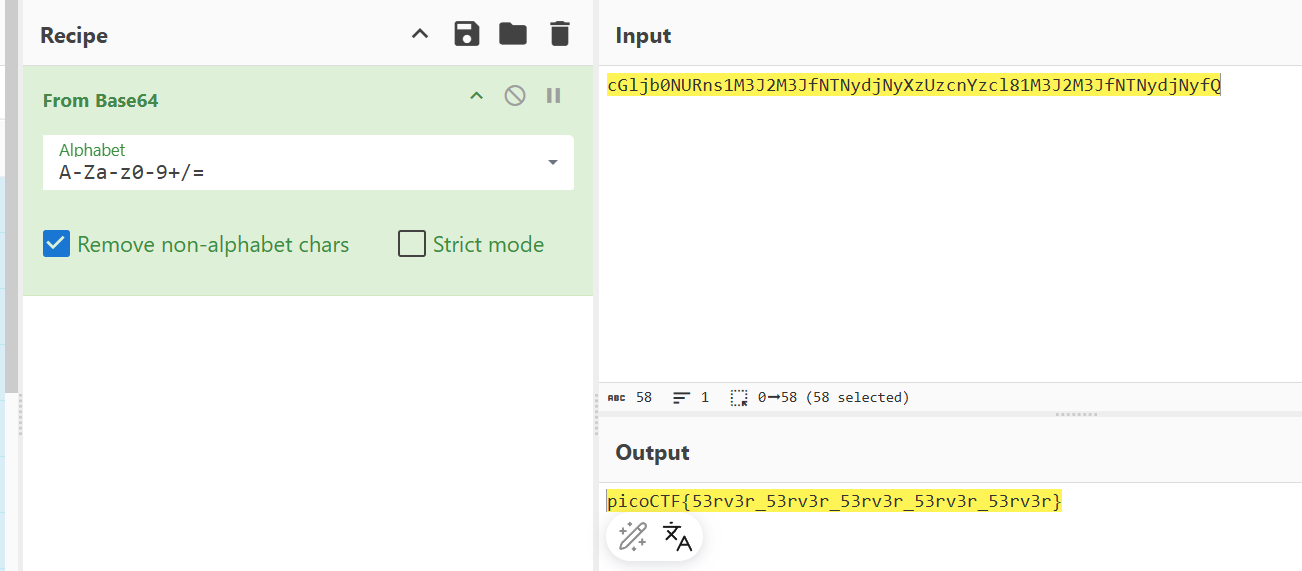 Recipe
From Base64
Alphabet
A-Za-z0-9+/=
Remove non-alphabet chars
Strict mode
Input
cGljb0NURns1M3J2M3JfNTNydjNyXzUzcnYzcl81M3J2M3JfNTNydjNyfQ
ABC 58 1 0→58 (58 selected)
Output
picoCTF{53rv3r_53rv3r_53rv3r_53rv3r_53rv3r}